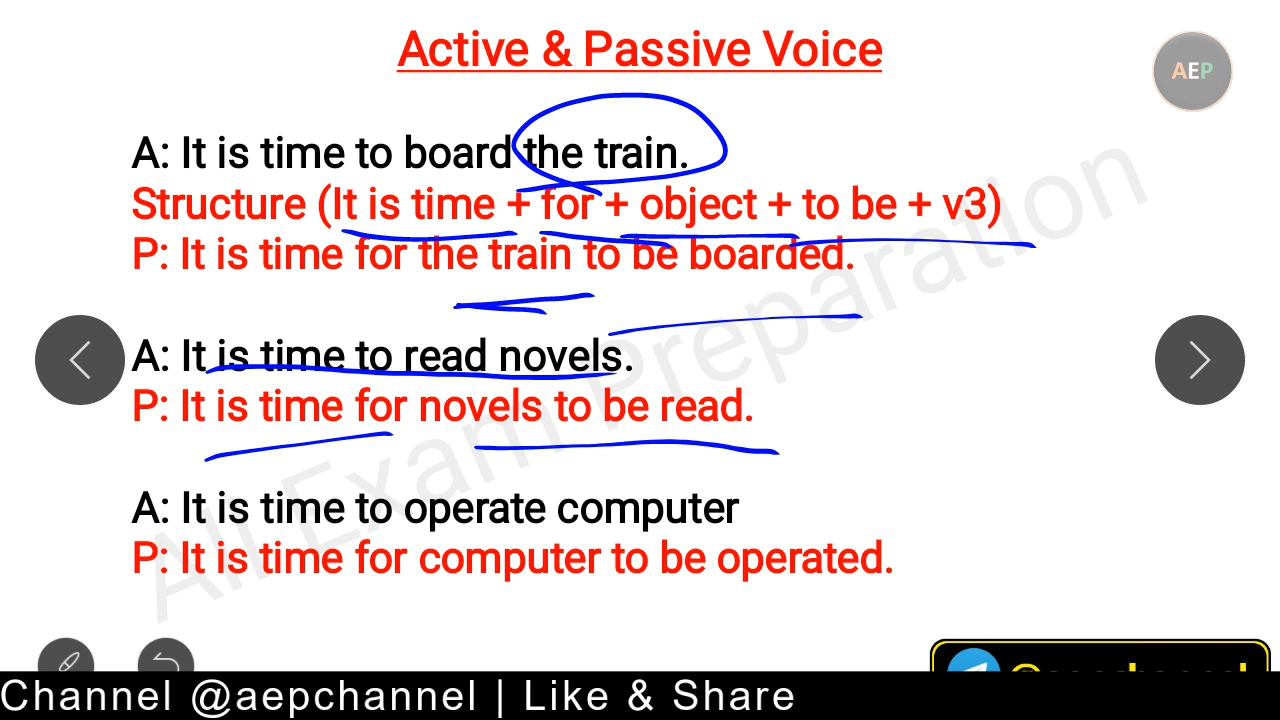 Active & Passive Voice
AEP
A: It is time to board the train.
Structure (It is time + for + object + to be + v3)
P: It is time for the train to be boarded.
A: It is time to read novels.
P: It is time for novels to be read.
A: It is time to operate computer
P: It is time for computer to be operated.
All Exam Preparation
@aepchannel
Channel @aepchannel | Like & Share